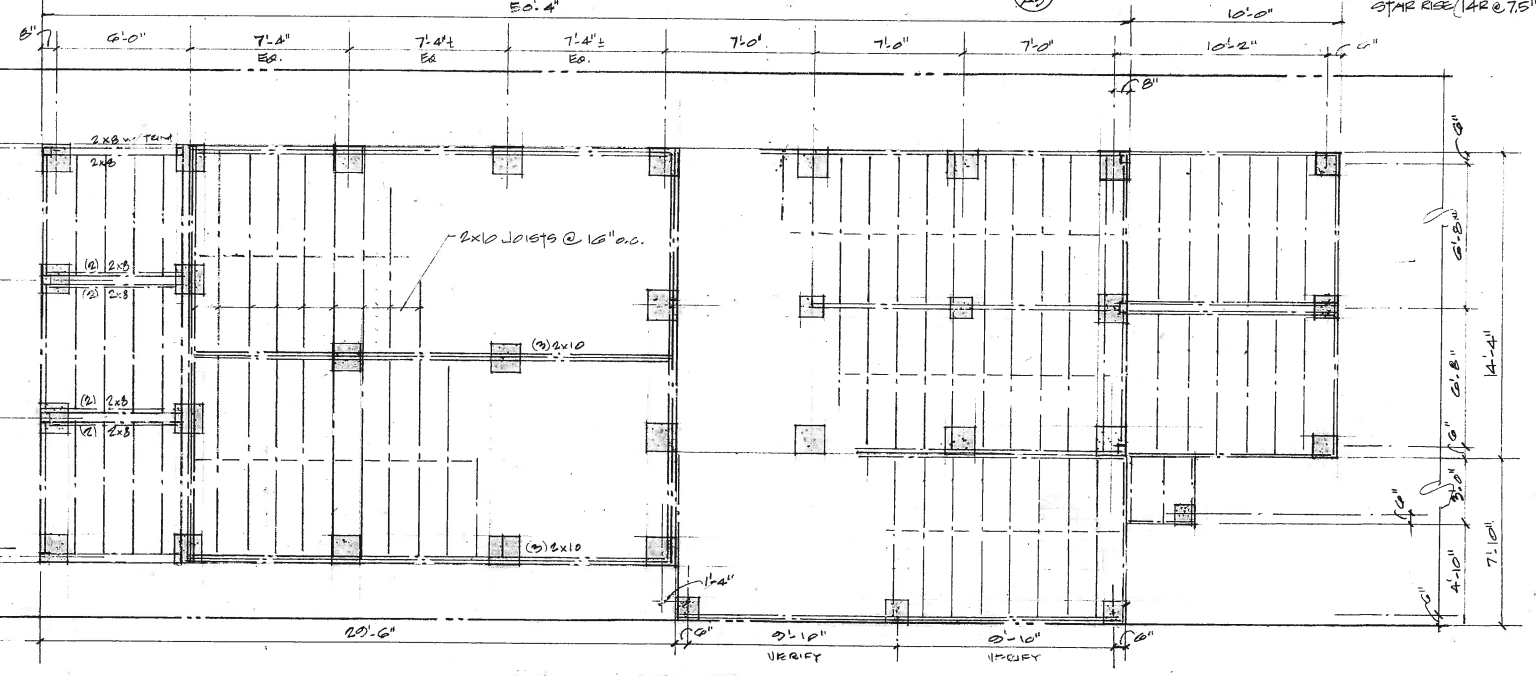 50'-4"
10'-0"
STAIR RISE (14R @ 7.5"
8"
6'-0"
7'-4"
7'-4"±
7'-4"±
7'-0"
7'-0"
7'-0"
10'-2"
6"
EQ.
EQ
EQ.
8"
6"
2x8
2x8
6'-8"
2x10 JOISTS @ 16" o.c.
(2) 2x8
(2) 2x8
(3) 2x10
14'-4"
6'-8"
(2) 2x8
(2) 2x8
6"
3'-0"
6"
(3) 2x10
7'-10"
4'-10"
1'-4"
6"
29'-6"
6"
9'-10"
9'-10"
6"
VERIFY
VERIFY